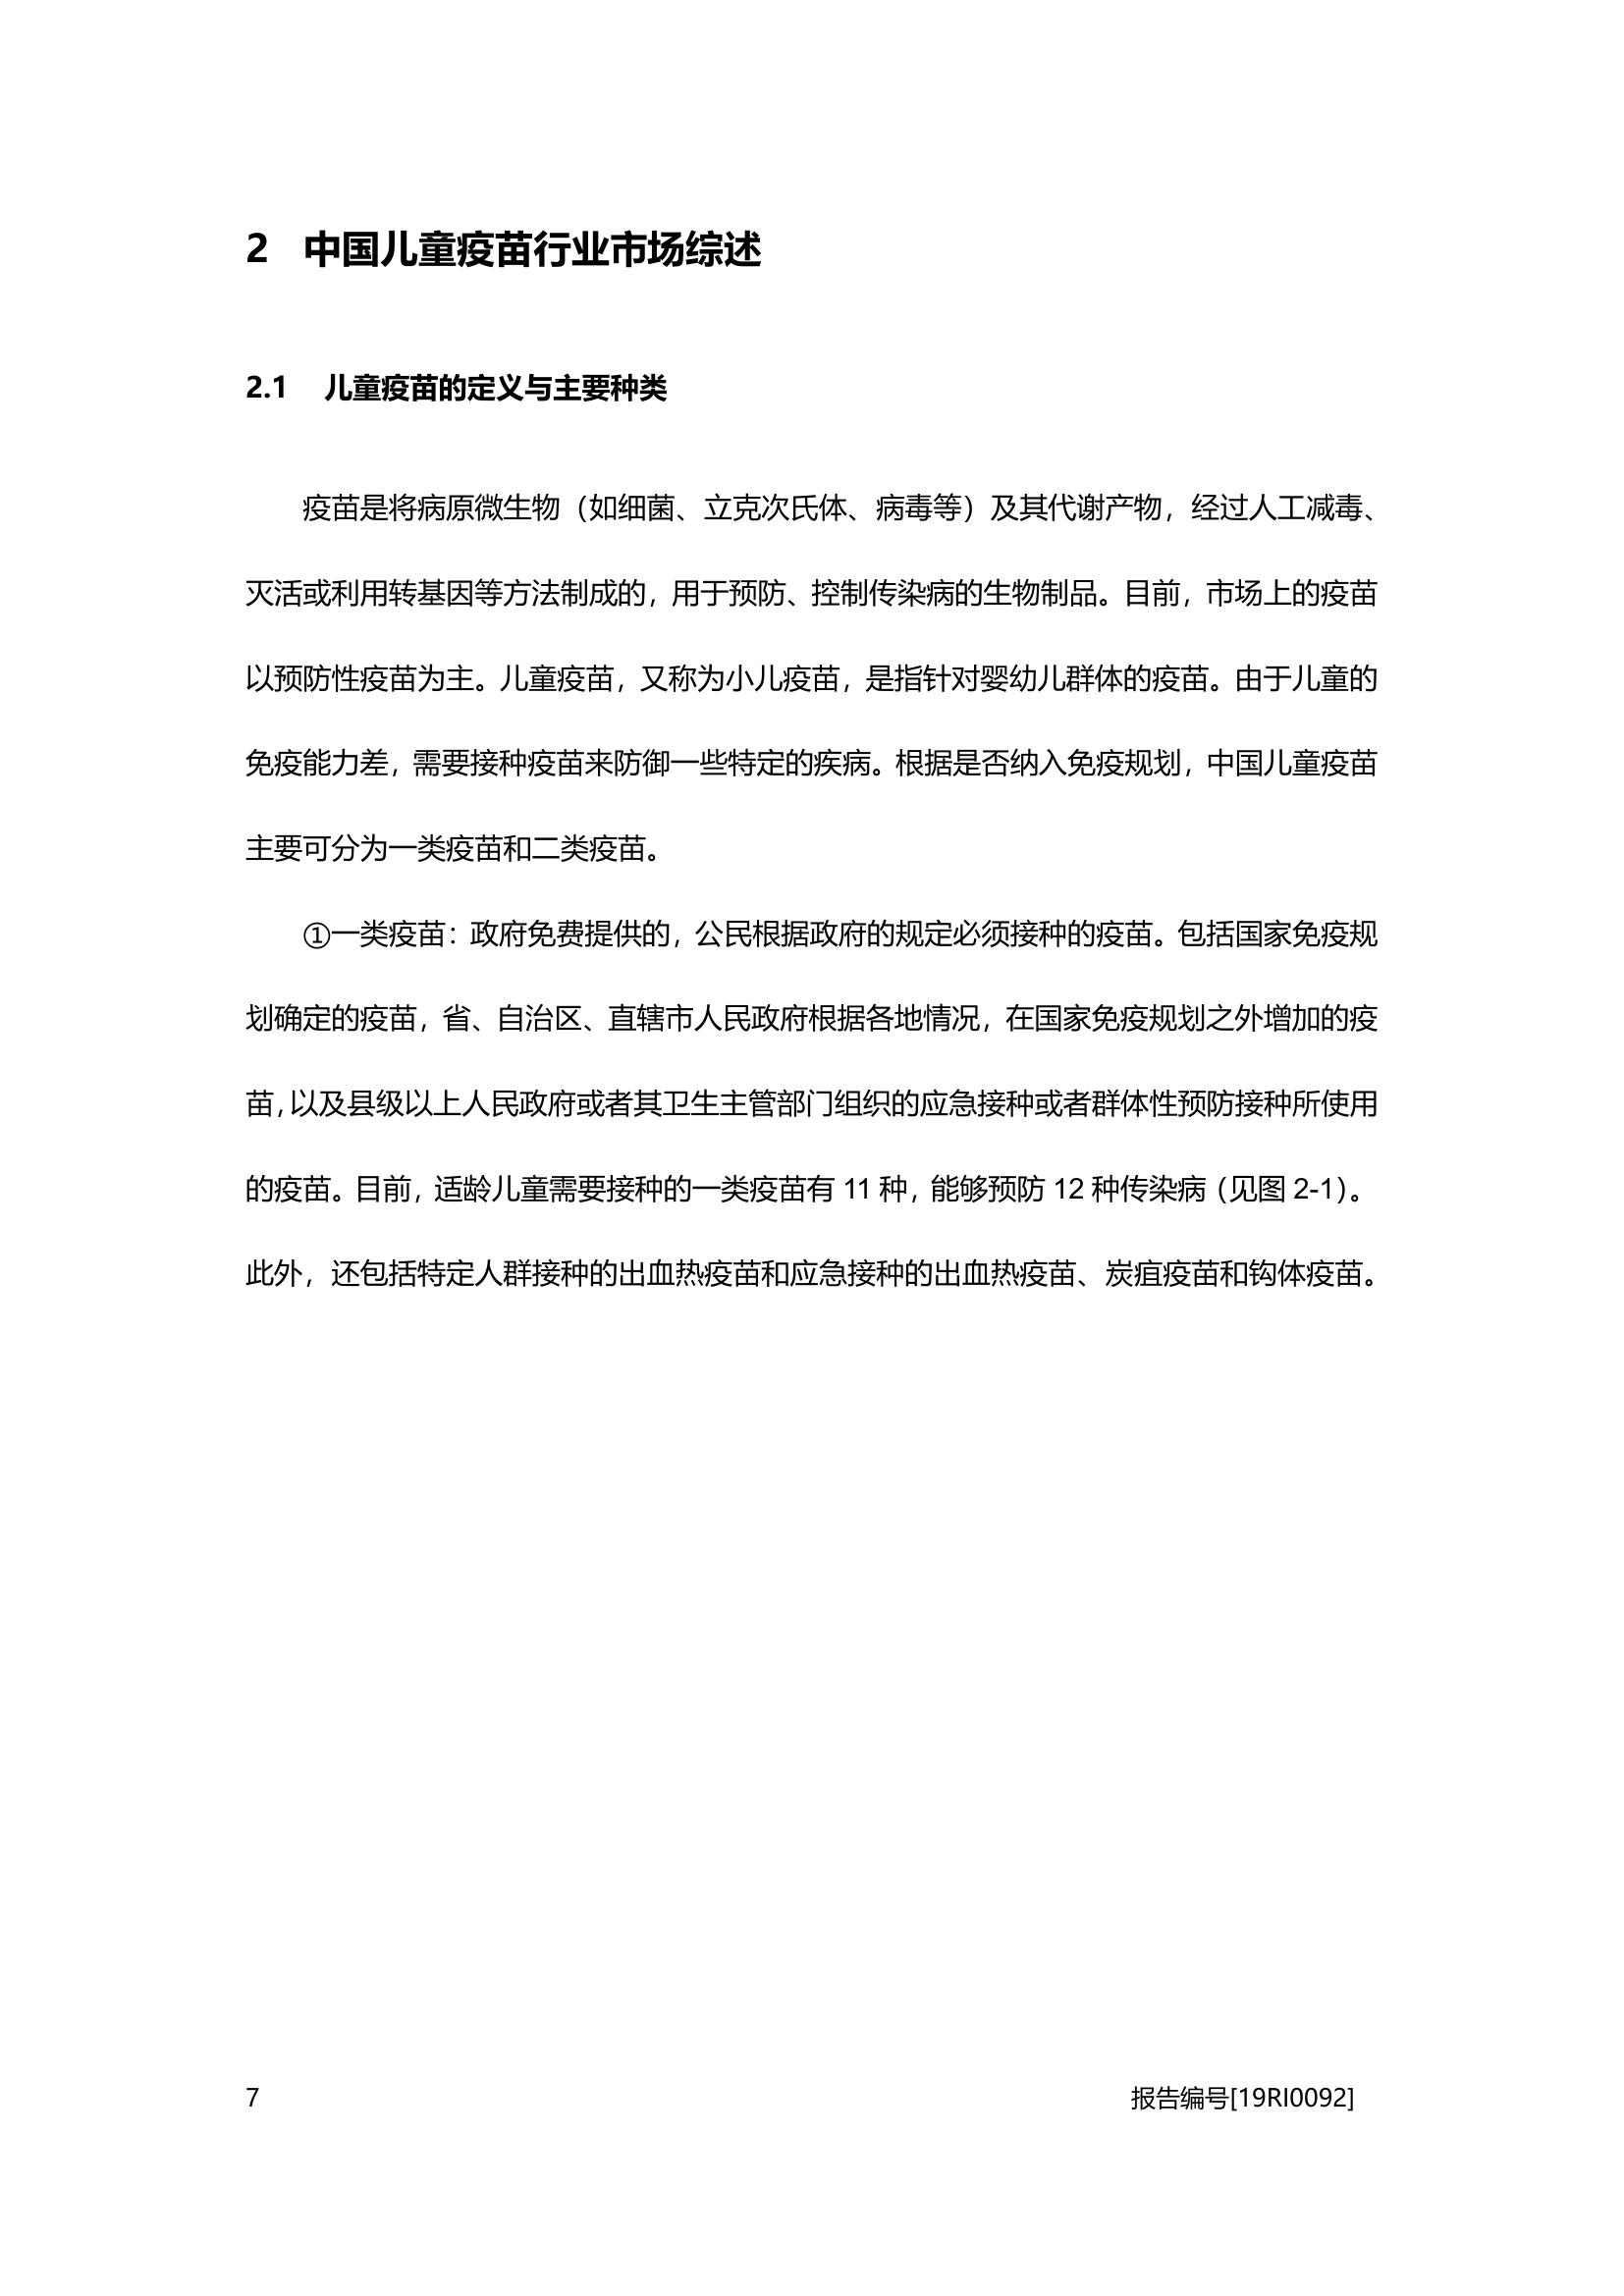 2 中国儿童疫苗行业市场综述
2.1 儿童疫苗的定义与主要种类
疫苗是将病原微生物（如细菌、立克次氏体、病毒等）及其代谢产物，经过人工减毒、
灭活或利用转基因等方法制成的，用于预防、控制传染病的生物制品。目前，市场上的疫苗
以预防性疫苗为主。儿童疫苗，又称为小儿疫苗，是指针对婴幼儿群体的疫苗。由于儿童的
免疫能力差，需要接种疫苗来防御一些特定的疾病。根据是否纳入免疫规划，中国儿童疫苗
主要可分为一类疫苗和二类疫苗。
①一类疫苗：政府免费提供的，公民根据政府的规定必须接种的疫苗。包括国家免疫规
划确定的疫苗，省、自治区、直辖市人民政府根据各地情况，在国家免疫规划之外增加的疫
苗，以及县级以上人民政府或者其卫生主管部门组织的应急接种或者群体性预防接种所使用
的疫苗。目前，适龄儿童需要接种的一类疫苗有 11 种，能够预防 12 种传染病（见图 2-1）。
此外，还包括特定人群接种的出血热疫苗和应急接种的出血热疫苗、炭疽疫苗和钩体疫苗。
7 报告编号[19RI0092]